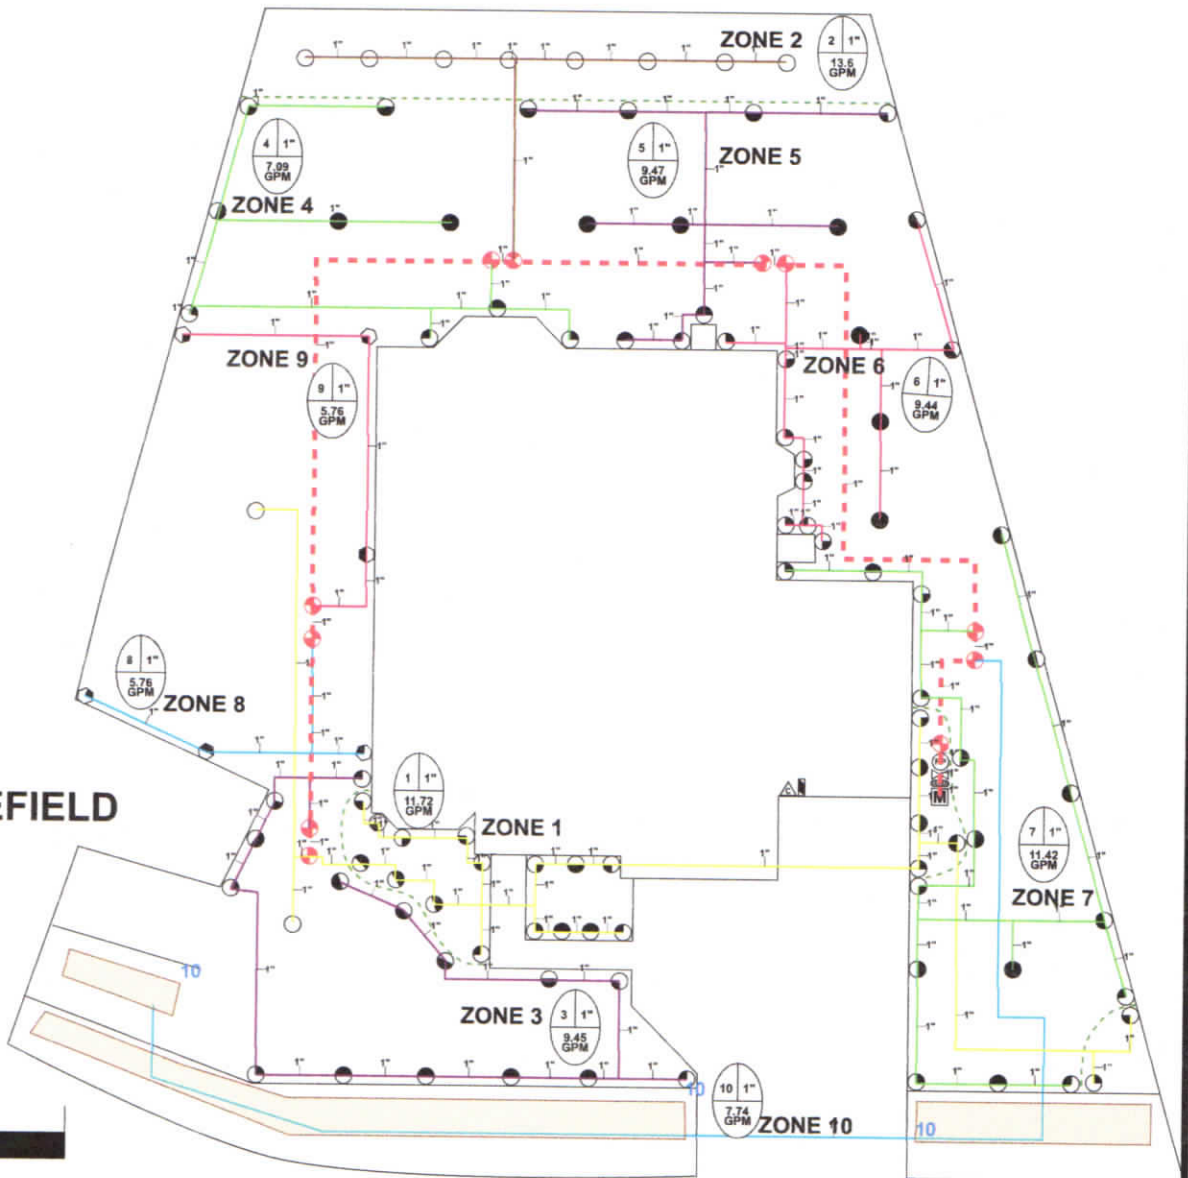 ZONE 2
2 1"
13.6
GPM
4 1"
7.09
GPM
ZONE 4
5 1"
9.47
GPM
ZONE 5
ZONE 9
9 1"
5.76
GPM
ZONE 6
6 1"
9.44
GPM
8 1"
5.76
GPM
ZONE 8
EFIELD
1 1"
11.72
GPM
ZONE 1
C
M
7 1"
11.42
GPM
ZONE 7
10
ZONE 3
3 1"
9.45
GPM
10
10 1"
7.74
GPM
ZONE 10
10